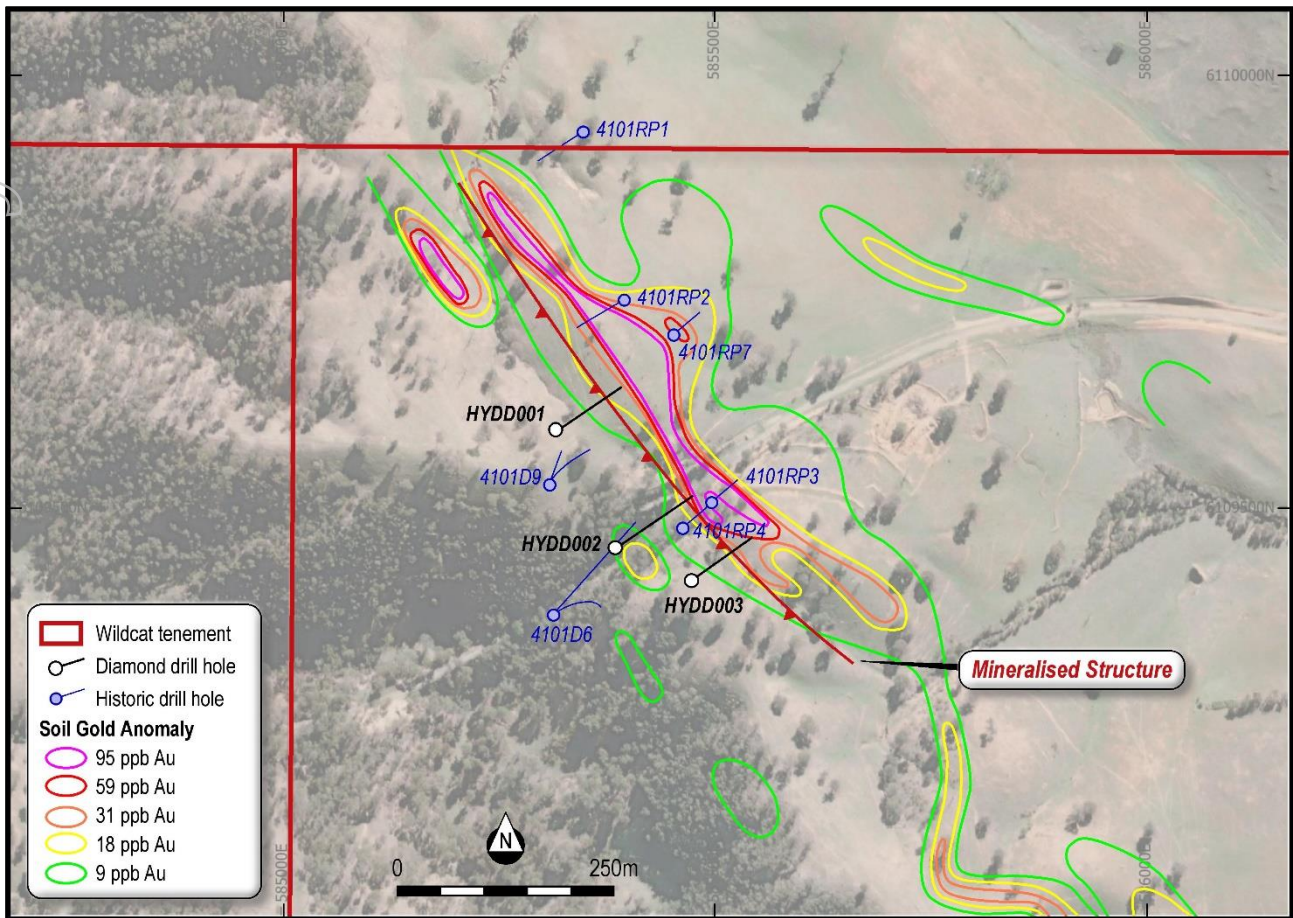 585500E
586000E
6110000N
4101RP1
4101RP2
4101RP7
HYDD001
4101D9
4101RP3
6109500N
4101RP4
HYDD002
HYDD003
4101D6
Mineralised Structure
Wildcat tenement
Diamond drill hole
Historic drill hole
Soil Gold Anomaly
95 ppb Au
59 ppb Au
31 ppb Au
18 ppb Au
9 ppb Au
585000E
N
0 250m